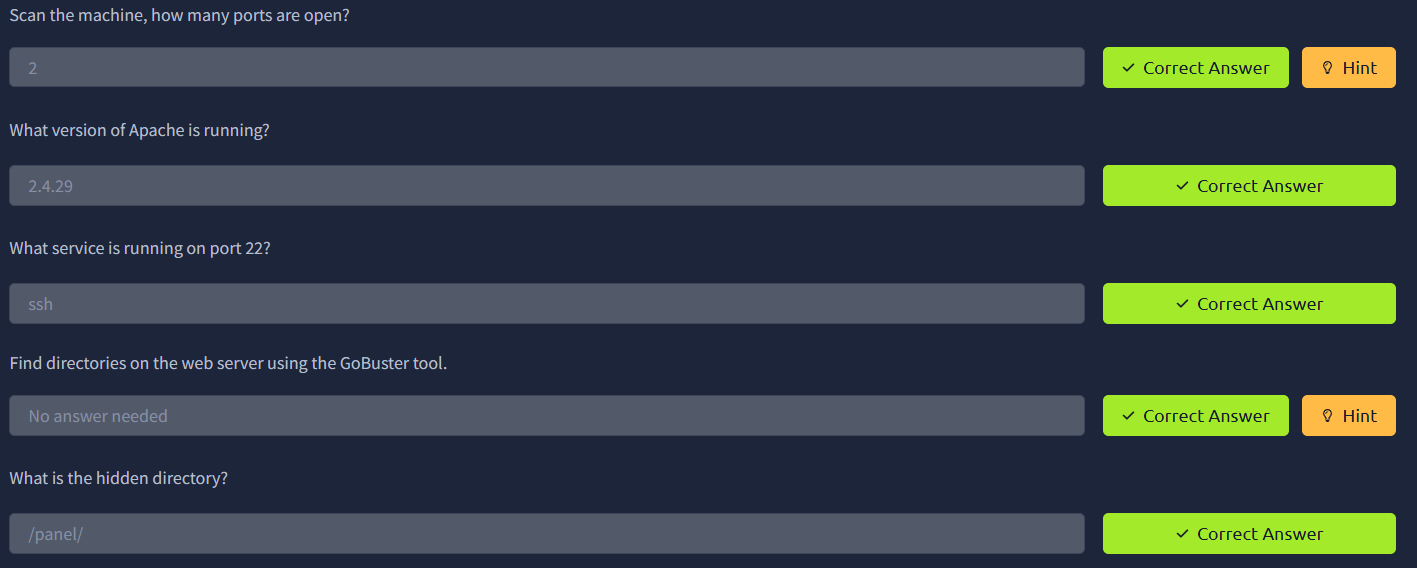 Scan the machine, how many ports are open?
2
Correct Answer
Hint
What version of Apache is running?
2.4.29
Correct Answer
What service is running on port 22?
ssh
Correct Answer
Find directories on the web server using the GoBuster tool.
No answer needed
Correct Answer
Hint
What is the hidden directory?
/panel/
Correct Answer